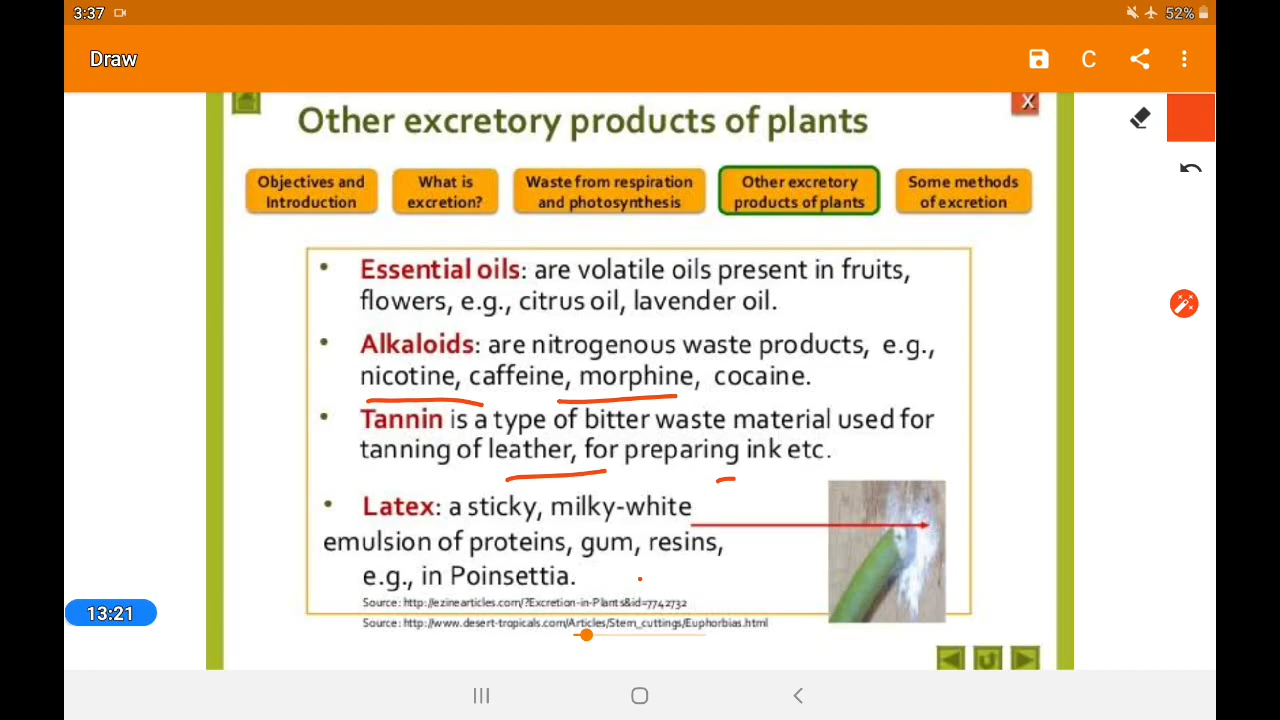 3:37
52%
Draw
C
Other excretory products of plants
X
Objectives and
Introduction
What is
excretion?
Waste from respiration
and photosynthesis
Other excretory
products of plants
Some methods
of excretion
• Essential oils: are volatile oils present in fruits,
flowers, e.g., citrus oil, lavender oil.
• Alkaloids: are nitrogenous waste products, e.g.,
nicotine, caffeine, morphine, cocaine.
• Tannin is a type of bitter waste material used for
tanning of leather, for preparing ink etc.
• Latex: a sticky, milky-white
emulsion of proteins, gum, resins,
e.g., in Poinsettia.
Source: http://ezinearticles.com/?Excretion-in-Plants&id=7742732
Source: http://www.desert-tropicals.com/Articles/Stem_cuttings/Euphorbias.html
13:21